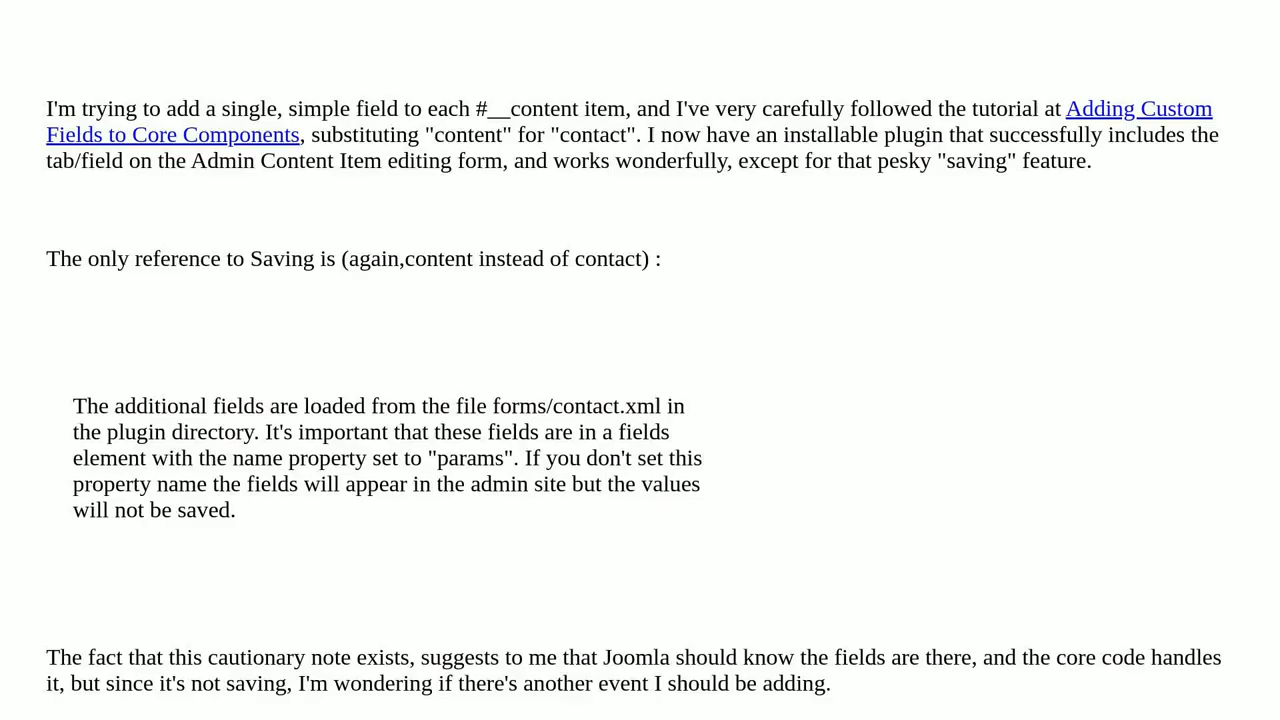 I'm trying to add a single, simple field to each #__content item, and I've very carefully followed the tutorial at Adding Custom
Fields to Core Components, substituting "content" for "contact". I now have an installable plugin that successfully includes the
tab/field on the Admin Content Item editing form, and works wonderfully, except for that pesky "saving" feature.
The only reference to Saving is (again,content instead of contact) :
The additional fields are loaded from the file forms/contact.xml in
the plugin directory. It's important that these fields are in a fields
element with the name property set to "params". If you don't set this
property name the fields will appear in the admin site but the values
will not be saved.
The fact that this cautionary note exists, suggests to me that Joomla should know the fields are there, and the core code handles
it, but since it's not saving, I'm wondering if there's another event I should be adding.